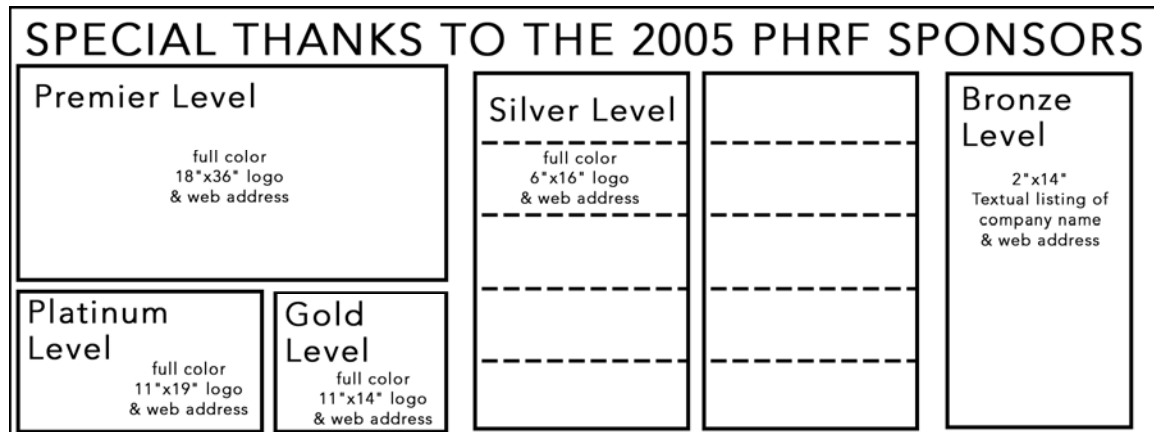 SPECIAL THANKS TO THE 2005 PHRF SPONSORS
Premier Level
full color
18"x36" logo
& web address
Platinum
Level
full color
11"x19" logo
& web address
Gold
Level
full color
11"x14" logo
& web address
Silver Level
full color
6"x16" logo
& web address
Bronze
Level
2"x14"
Textual listing of
company name
& web address